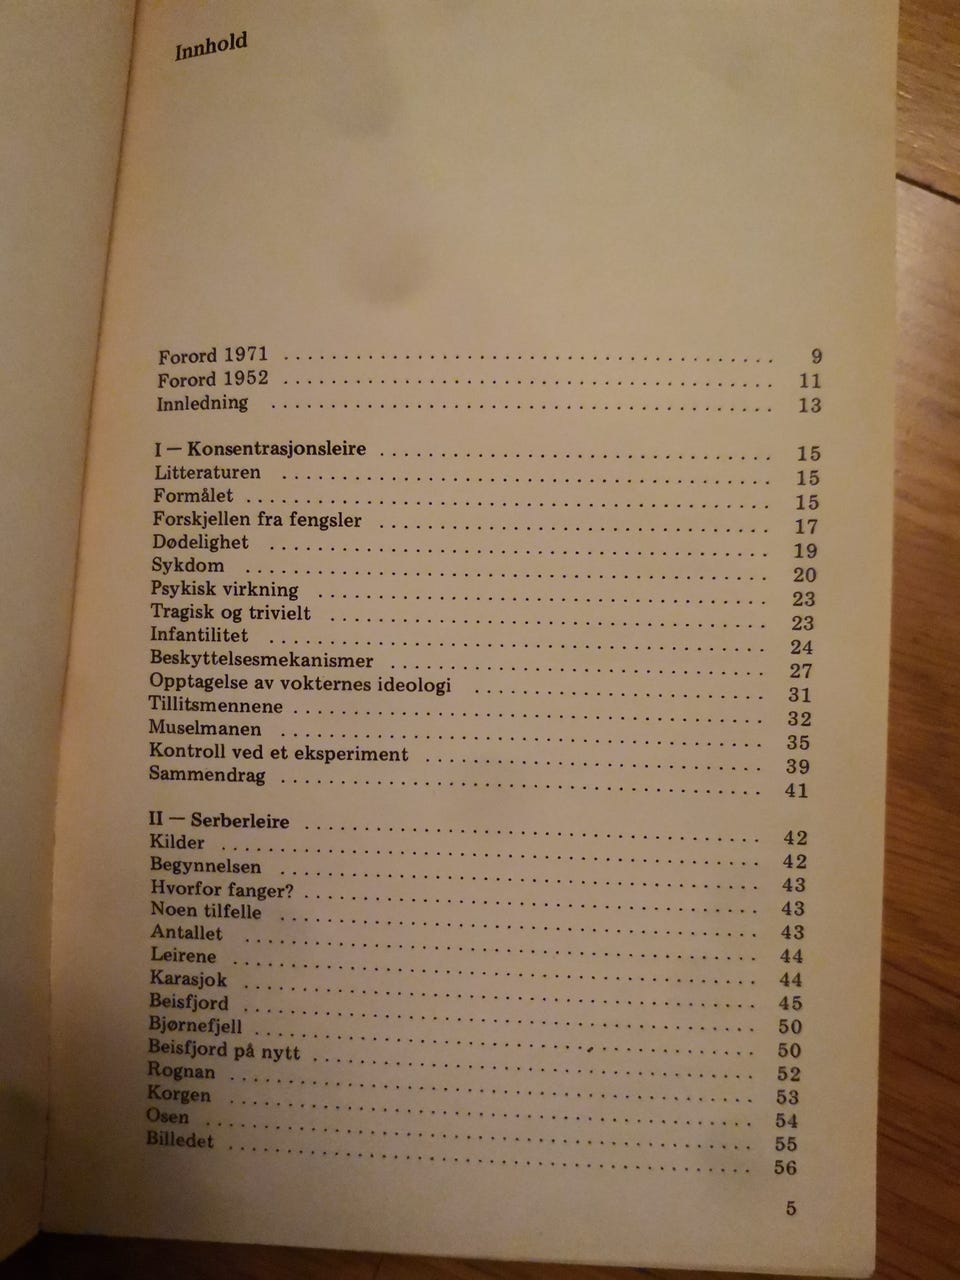 Innhold
Forord 1971 . . . . . . . . . . . . . . . . . . . . 9
Forord 1952 . . . . . . . . . . . . . . . . . . . . 11
Innledning . . . . . . . . . . . . . . . . . . . . 13
I — Konsentrasjonsleire . . . . . . . . . . . . . . . . . . . . 15
Litteraturen . . . . . . . . . . . . . . . . . . . . 15
Formålet . . . . . . . . . . . . . . . . . . . . 15
Forskjellen fra fengsler . . . . . . . . . . . . . . . . . . . . 17
Dødelighet . . . . . . . . . . . . . . . . . . . . 19
Sykdom . . . . . . . . . . . . . . . . . . . . 20
Psykisk virkning . . . . . . . . . . . . . . . . . . . . 23
Tragisk og trivielt . . . . . . . . . . . . . . . . . . . . 23
Infantilitet . . . . . . . . . . . . . . . . . . . . 24
Beskyttelsesmekanismer . . . . . . . . . . . . . . . . . . . . 27
Opptagelse av vokternes ideologi . . . . . . . . . . . . . . . . . . . . 31
Tillitsmennene . . . . . . . . . . . . . . . . . . . . 32
Muselmanen . . . . . . . . . . . . . . . . . . . . 35
Kontroll ved et eksperiment . . . . . . . . . . . . . . . . . . . . 39
Sammendrag . . . . . . . . . . . . . . . . . . . . 41
II — Serberleire . . . . . . . . . . . . . . . . . . . . 42
Kilder . . . . . . . . . . . . . . . . . . . . 42
Begynnelsen . . . . . . . . . . . . . . . . . . . . 43
Hvorfor fanger? . . . . . . . . . . . . . . . . . . . . 43
Noen tilfelle . . . . . . . . . . . . . . . . . . . . 43
Antallet . . . . . . . . . . . . . . . . . . . . 44
Leirene . . . . . . . . . . . . . . . . . . . . 44
Karasjok . . . . . . . . . . . . . . . . . . . . 45
Beisfjord . . . . . . . . . . . . . . . . . . . . 50
Bjørnefjell . . . . . . . . . . . . . . . . . . . . 50
Beisfjord på nytt . . . . . . . . . . . . . . . . . . . . 52
Rognan . . . . . . . . . . . . . . . . . . . . 53
Korgen . . . . . . . . . . . . . . . . . . . . 54
Osen . . . . . . . . . . . . . . . . . . . . 55
Billedet . . . . . . . . . . . . . . . . . . . . 56
5